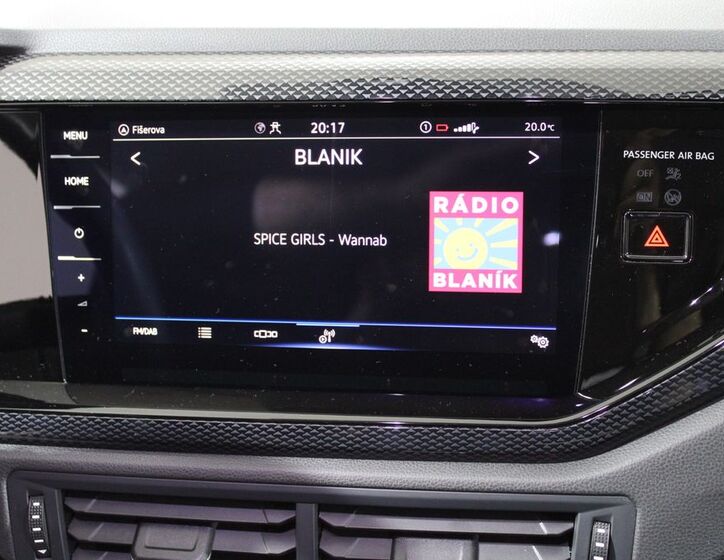 MENU
HOME
+
-
Fišerova
20:17
1
20.0°C
< BLANIK >
SPICE GIRLS - Wannab
RÁDIO
BLANÍK
FM/DAB
PASSENGER AIR BAG
OFF
ON